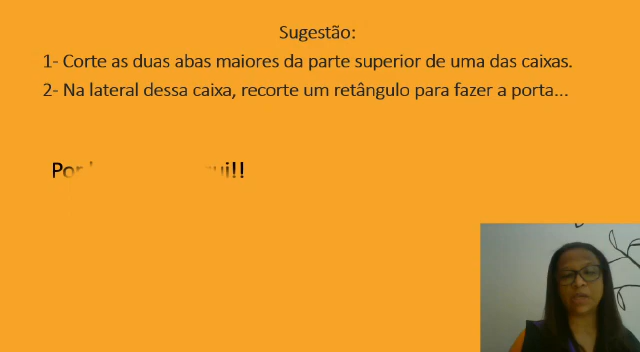 Sugestão:
1- Corte as duas abas maiores da parte superior de uma das caixas.
2- Na lateral dessa caixa, recorte um retângulo para fazer a porta...